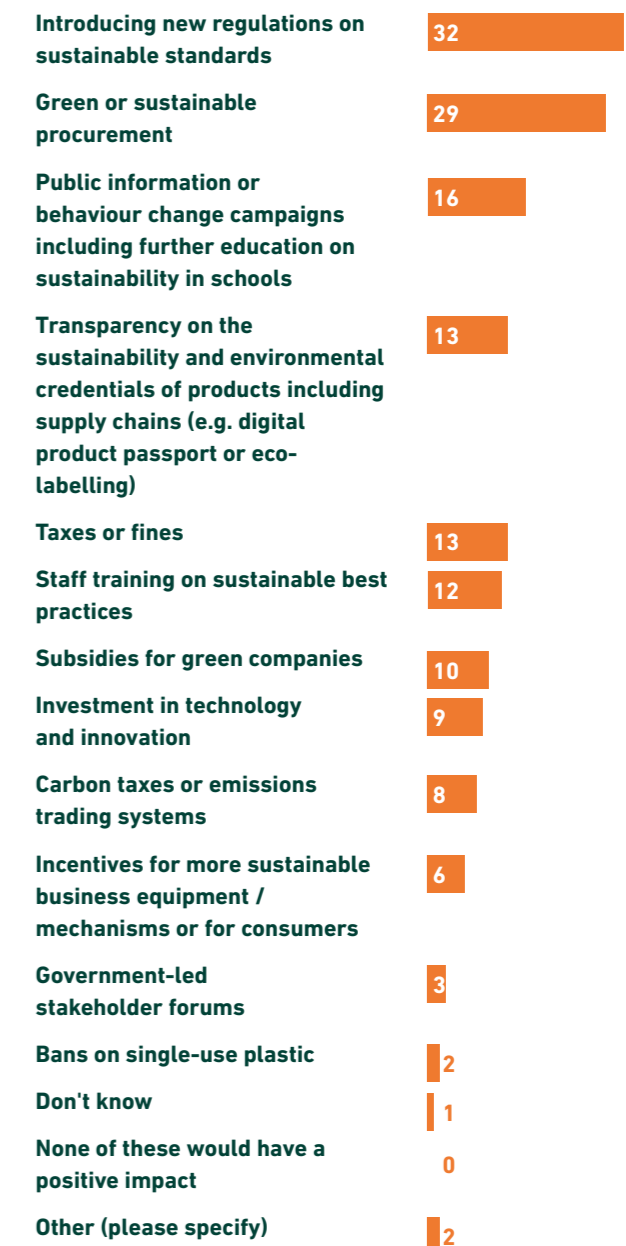 Introducing new regulations on
sustainable standards
32
Green or sustainable
procurement
29
Public information or
behaviour change campaigns
including further education on
sustainability in schools
16
Transparency on the
sustainability and environmental
credentials of products including
supply chains (e.g. digital
product passport or eco-
labelling)
13
Taxes or fines
13
Staff training on sustainable best
practices
12
Subsidies for green companies
10
Investment in technology
and innovation
9
Carbon taxes or emissions
trading systems
8
Incentives for more sustainable
business equipment /
mechanisms or for consumers
6
Government-led
stakeholder forums
3
Bans on single-use plastic
2
Don't know
1
None of these would have a
positive impact
0
Other (please specify)
2